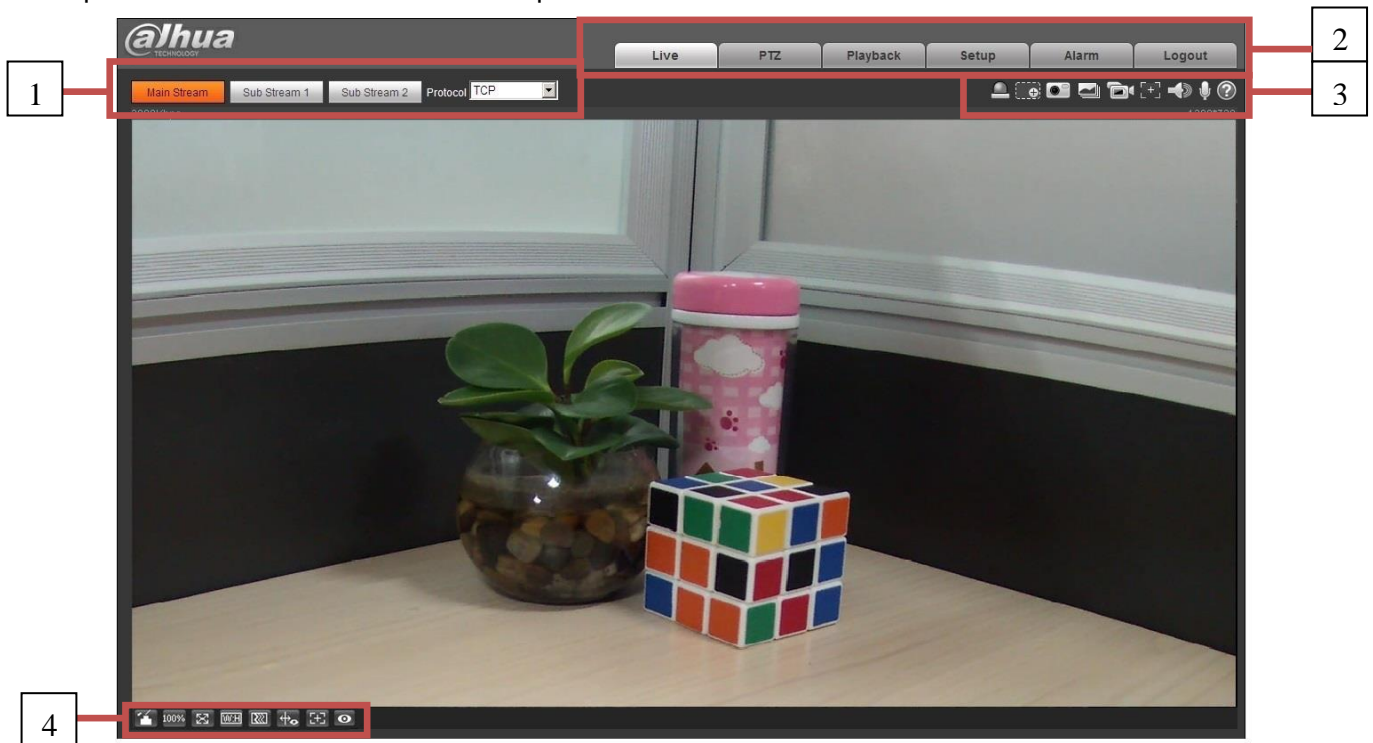 alhua
TECHNOLOGY
Live PTZ Playback Setup Alarm Logout
2
1
Main Stream Sub Stream 1 Sub Stream 2 Protocol TCP
3
100% W:H
4